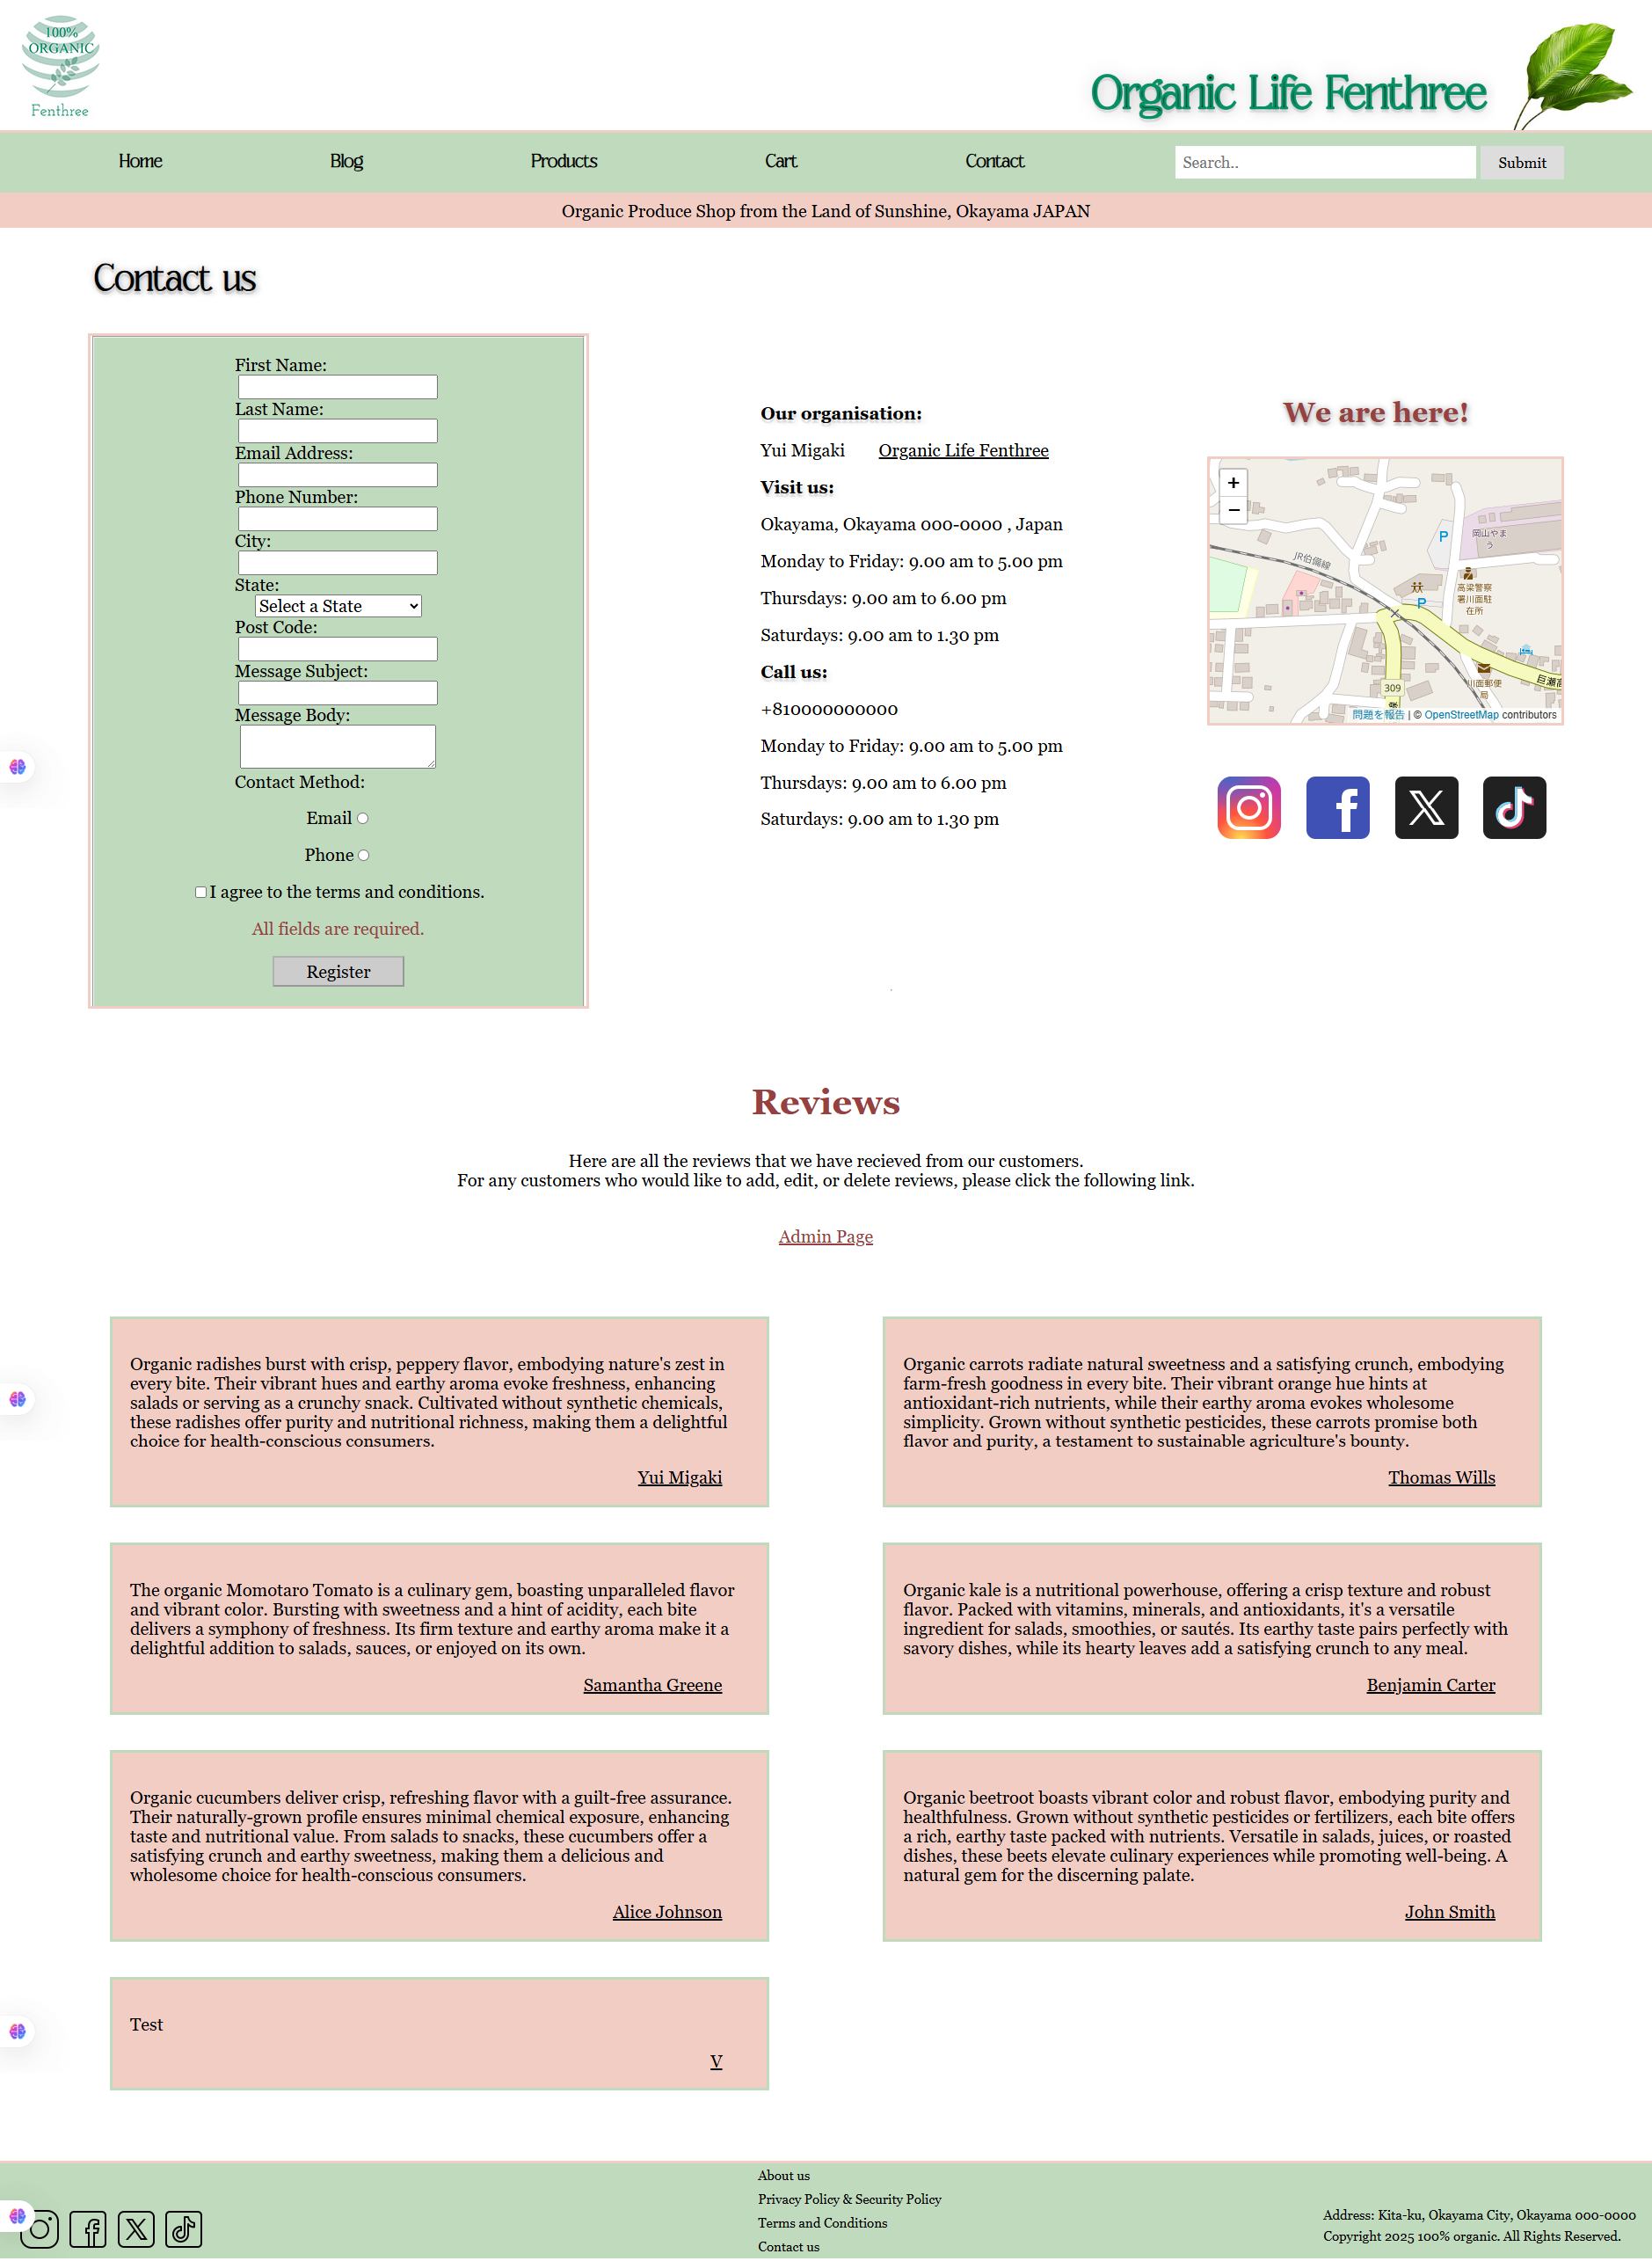 100%
ORGANIC
Fenthree
Organic Life Fenthree
Home
Blog
Products
Cart
Contact
Search..
Submit
Organic Produce Shop from the Land of Sunshine, Okayama JAPAN
Contact us
First Name:
Last Name:
Email Address:
Phone Number:
City:
State:
Select a State
Post Code:
Message Subject:
Message Body:
Contact Method:
Email
Phone
I agree to the terms and conditions.
All fields are required.
Register
Our organisation:
Yui Migaki Organic Life Fenthree
Visit us:
Okayama, Okayama 000-0000 , Japan
Monday to Friday: 9.00 am to 5.00 pm
Thursdays: 9.00 am to 6.00 pm
Saturdays: 9.00 am to 1.30 pm
Call us:
+810000000000
Monday to Friday: 9.00 am to 5.00 pm
Thursdays: 9.00 am to 6.00 pm
Saturdays: 9.00 am to 1.30 pm
We are here!
+
−
P
岡山やま
う
JR伯備線
高梁警察
署川面駐
在所
P
川面郵便
局
309
問題を報告 | © OpenStreetMap contributors
Reviews
Here are all the reviews that we have recieved from our customers.
For any customers who would like to add, edit, or delete reviews, please click the following link.
Admin Page
Organic radishes burst with crisp, peppery flavor, embodying nature's zest in
every bite. Their vibrant hues and earthy aroma evoke freshness, enhancing
salads or serving as a crunchy snack. Cultivated without synthetic chemicals,
these radishes offer purity and nutritional richness, making them a delightful
choice for health-conscious consumers.
Yui Migaki
Organic carrots radiate natural sweetness and a satisfying crunch, embodying
farm-fresh goodness in every bite. Their vibrant orange hue hints at
antioxidant-rich nutrients, while their earthy aroma evokes wholesome
simplicity. Grown without synthetic pesticides, these carrots promise both
flavor and purity, a testament to sustainable agriculture's bounty.
Thomas Wills
The organic Momotaro Tomato is a culinary gem, boasting unparalleled flavor
and vibrant color. Bursting with sweetness and a hint of acidity, each bite
delivers a symphony of freshness. Its firm texture and earthy aroma make it a
delightful addition to salads, sauces, or enjoyed on its own.
Samantha Greene
Organic kale is a nutritional powerhouse, offering a crisp texture and robust
flavor. Packed with vitamins, minerals, and antioxidants, it's a versatile
ingredient for salads, smoothies, or sautés. Its earthy taste pairs perfectly with
savory dishes, while its hearty leaves add a satisfying crunch to any meal.
Benjamin Carter
Organic cucumbers deliver crisp, refreshing flavor with a guilt-free assurance.
Their naturally-grown profile ensures minimal chemical exposure, enhancing
taste and nutritional value. From salads to snacks, these cucumbers offer a
satisfying crunch and earthy sweetness, making them a delicious and
wholesome choice for health-conscious consumers.
Alice Johnson
Organic beetroot boasts vibrant color and robust flavor, embodying purity and
healthfulness. Grown without synthetic pesticides or fertilizers, each bite offers
a rich, earthy taste packed with nutrients. Versatile in salads, juices, or roasted
dishes, these beets elevate culinary experiences while promoting well-being. A
natural gem for the discerning palate.
John Smith
Test
V
About us
Privacy Policy & Security Policy
Terms and Conditions
Contact us
Address: Kita-ku, Okayama City, Okayama 000-0000
Copyright 2025 100% organic. All Rights Reserved.